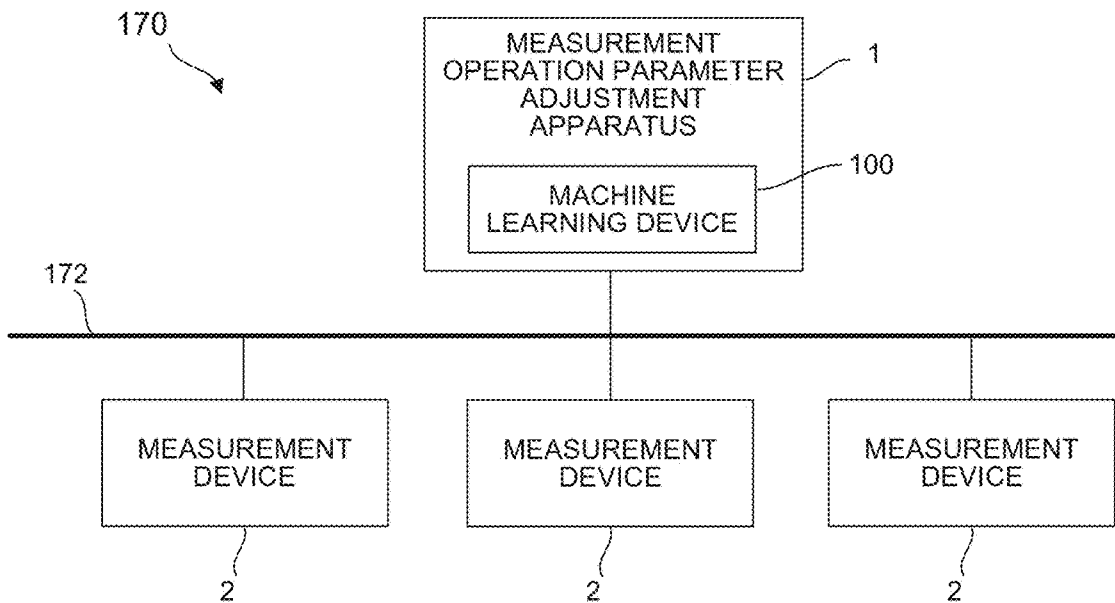 170
MEASUREMENT
OPERATION PARAMETER
ADJUSTMENT
APPARATUS
1
100
MACHINE
LEARNING DEVICE
172
MEASUREMENT
DEVICE
MEASUREMENT
DEVICE
MEASUREMENT
DEVICE
2
2
2